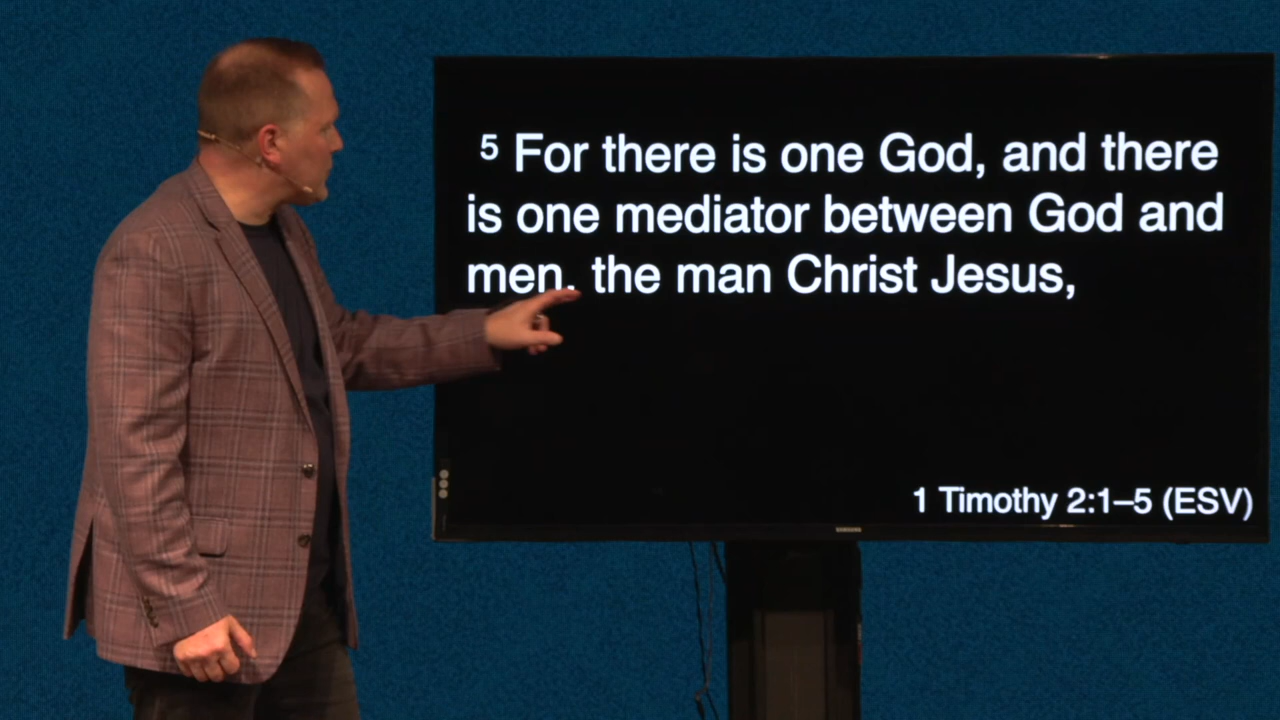 5 For there is one God, and there
is one mediator between God and
men, the man Christ Jesus,
1 Timothy 2:1–5 (ESV)
SAMSUNG